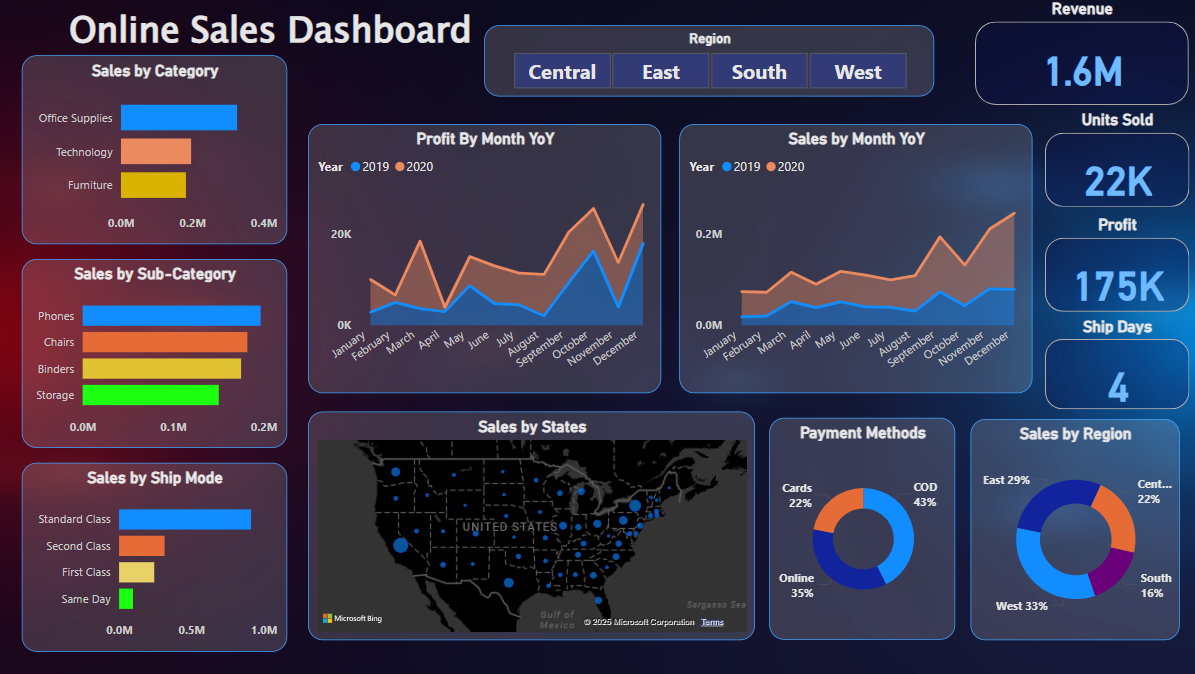 Online Sales Dashboard
Region
Central East South West
Revenue
1.6M
Units Sold
22K
Profit
175K
Ship Days
4
Sales by Category
Office Supplies
Technology
Furniture
0.0M 0.2M 0.4M
Sales by Sub-Category
Phones
Chairs
Binders
Storage
0.0M 0.1M 0.2M
Sales by Ship Mode
Standard Class
Second Class
First Class
Same Day
0.0M 0.5M 1.0M
Profit By Month YoY
Year 2019 2020
20K
0K
January February March April May June July August September October November December
Sales by Month YoY
Year 2019 2020
0.2M
0.0M
January February March April May June July August September October November December
Sales by States
UNITED STATES
Gulf of
Mexico
Sargasso Sea
Microsoft Bing
© 2025 Microsoft Corporation Terms
Payment Methods
Cards
22%
COD
43%
Online
35%
Sales by Region
East 29%
Cent...
22%
South
16%
West 33%